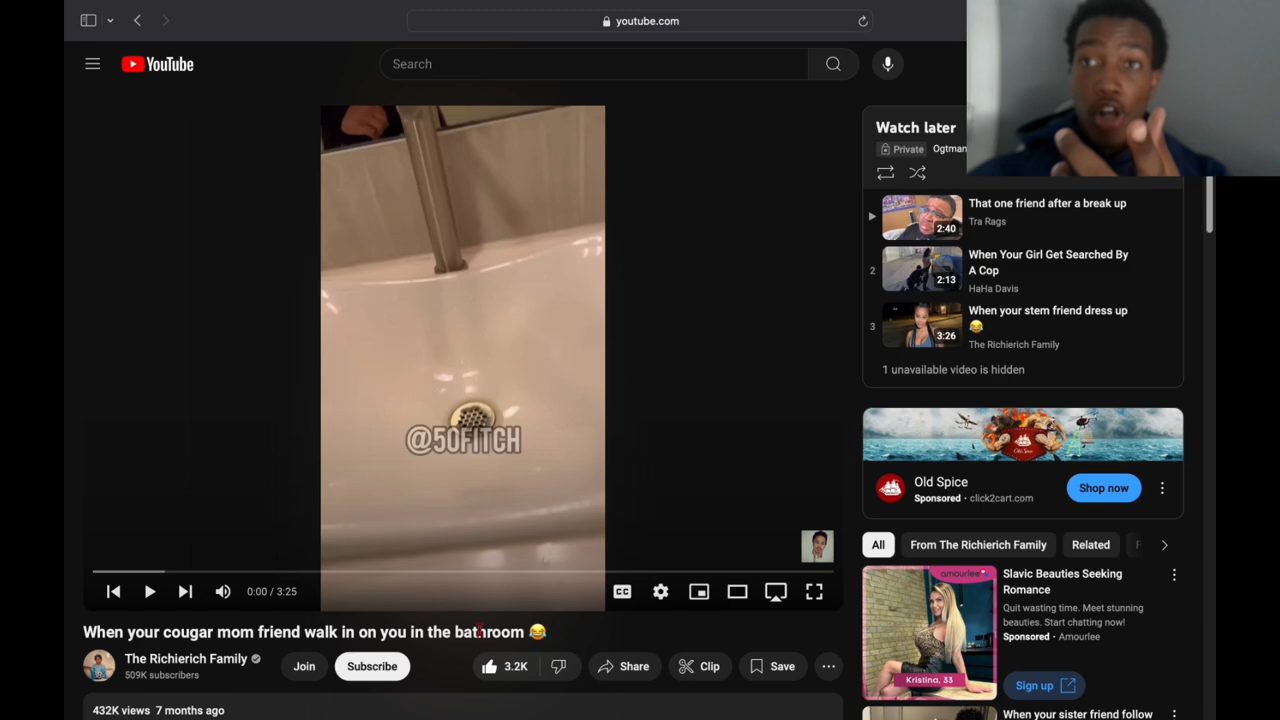 youtube.com
YouTube
Search
@50FITCH
0:00 / 3:25
CC
When your cougar mom friend walk in on you in the bathroom 😂
The Richierich Family
509K subscribers
Join
Subscribe
3.2K
Share
Clip
Save
432K views 7 months ago
Watch later
Private
Ogtman
That one friend after a break up
Tra Rags
2:40
2
When Your Girl Get Searched By
A Cop
HaHa Davis
2:13
3
When your stem friend dress up
😂
The Richierich Family
3:26
1 unavailable video is hidden
Old Spice
Old Spice
Sponsored · click2cart.com
Shop now
All
From The Richierich Family
Related
F
amourlee
Kristina, 33
Slavic Beauties Seeking
Romance
Quit wasting time. Meet stunning
beauties. Start chatting now!
Sponsored · Amourlee
Sign up
When your sister friend follow